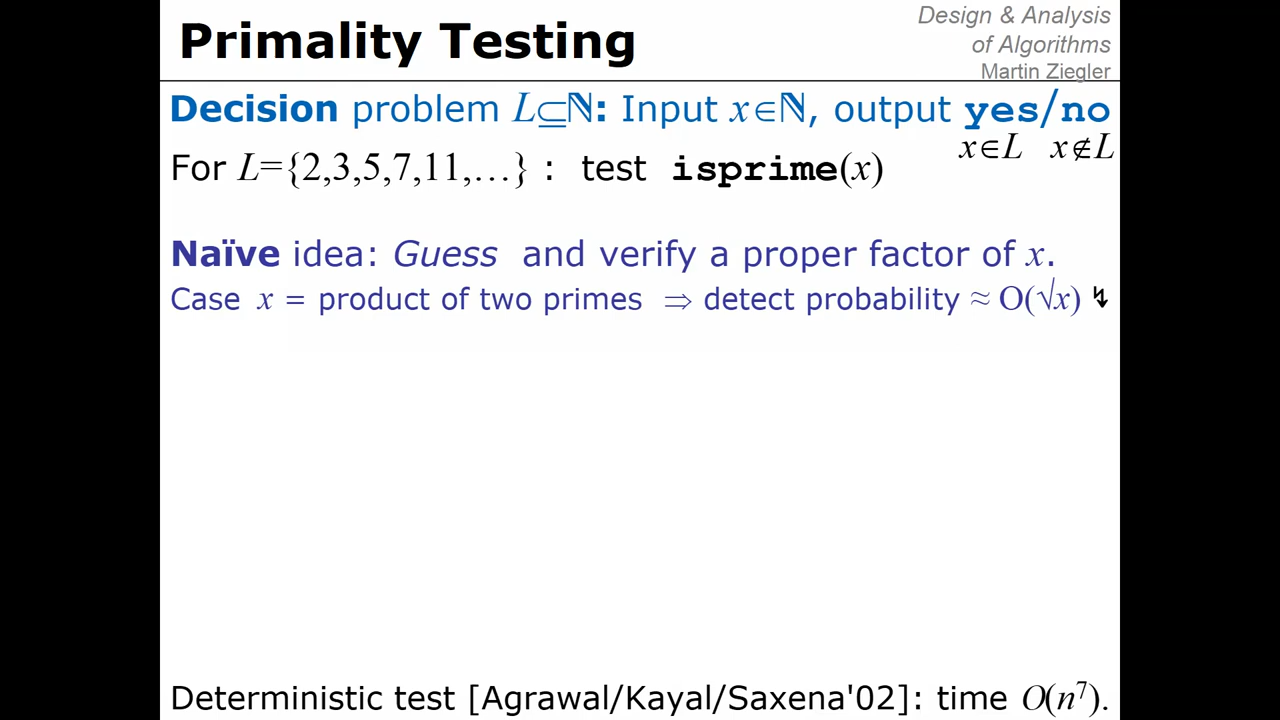 Primality Testing
Design & Analysis
of Algorithms
Martin Ziegler
Decision problem L⊆ℕ: Input x∈ℕ, output yes/no
x∈L x∉L
For L={2,3,5,7,11,…} : test isprime(x)
Naïve idea: Guess and verify a proper factor of x.
Case x = product of two primes ⇒ detect probability ≈ O(√x) ↯
Deterministic test [Agrawal/Kayal/Saxena'02]: time O(n⁷).